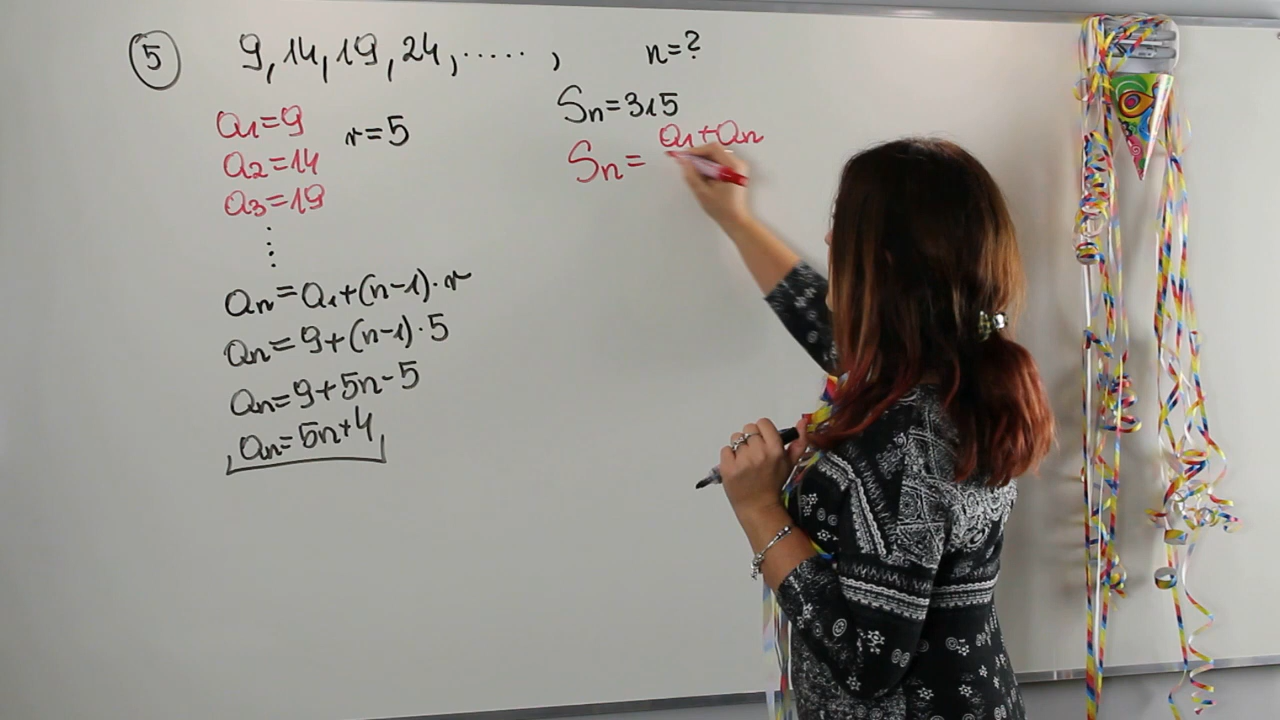 5 9, 14, 19, 24, ......, n=?
a₁=9 r=5
a₂=14
a₃=19
⋮
aₙ=a₁+(n-1)·r
aₙ=9+(n-1)·5
aₙ=9+5n-5
aₙ=5n+4
Sₙ=315
Sₙ= a₁+aₙ